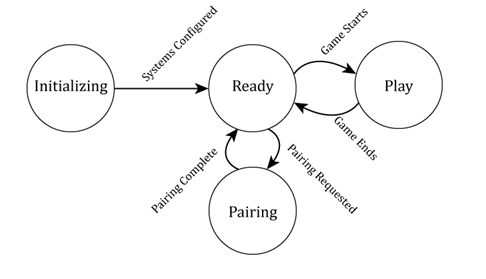 Systems Configured
Game Starts
Initializing
Ready
Play
Game Ends
Pairing Complete
Pairing Requested
Pairing